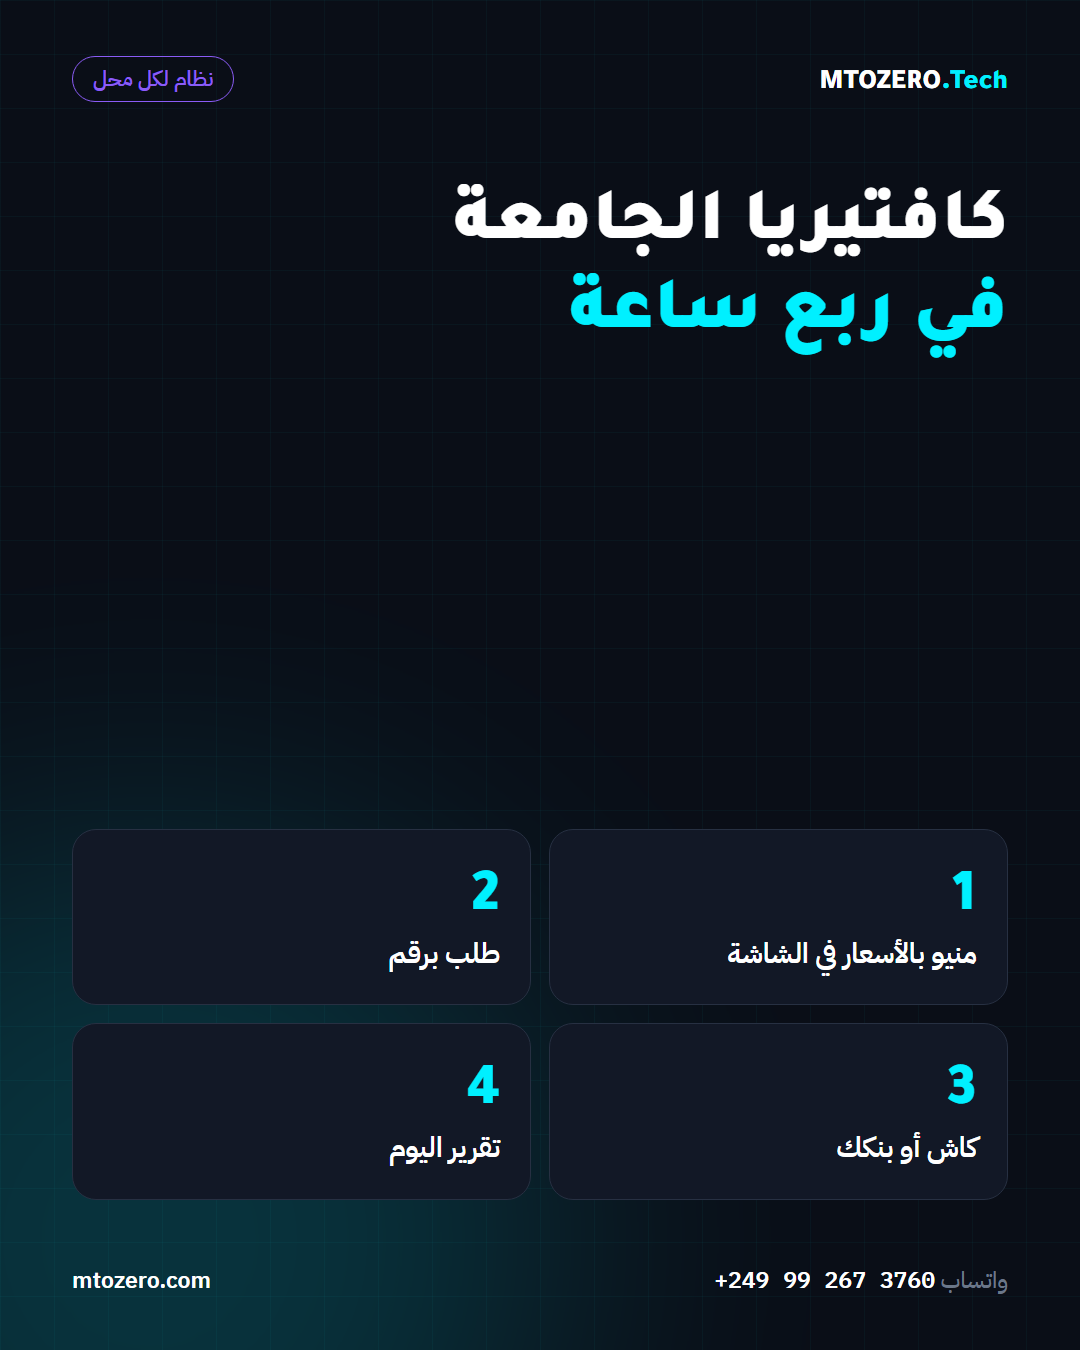 MTOZERO.Tech
نظام لكل محل
كافتيريا الجامعة
في ربع ساعة
1
منيو بالأسعار في الشاشة
2
طلب برقم
3
كاش أو بنكك
4
تقرير اليوم
واتساب +249 99 267 3760
mtozero.com